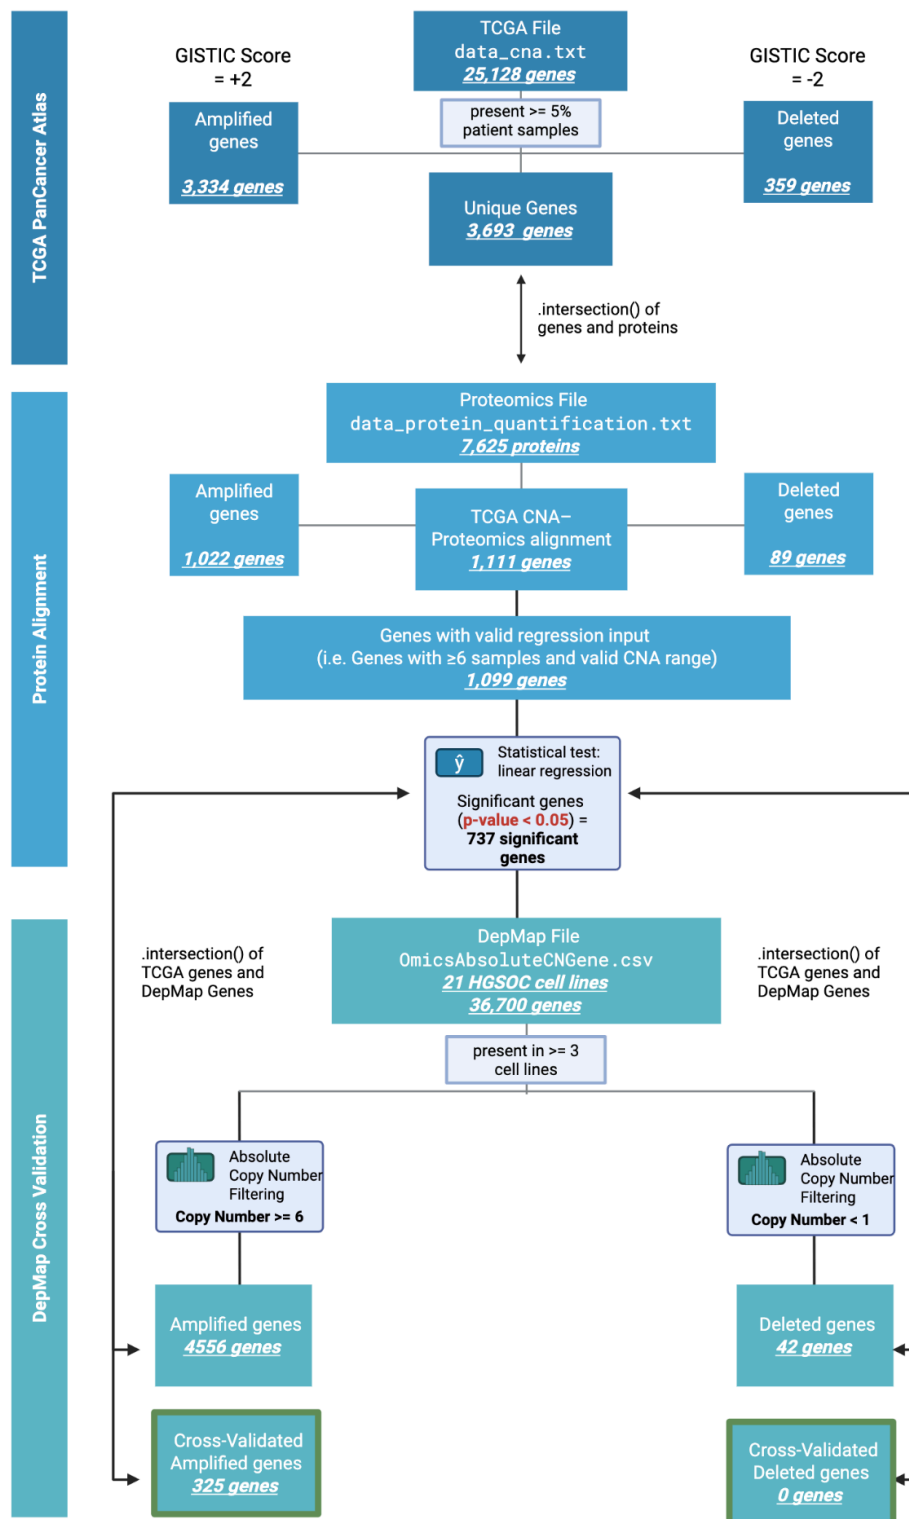 TCGA PanCancer Atlas
GISTIC Score
= +2
TCGA File
data_cna.txt
25,128 genes
GISTIC Score
= -2
present >= 5%
patient samples
Amplified
genes
3,334 genes
Deleted
genes
359 genes
Unique Genes
3,693 genes
.intersection() of
genes and proteins
Protein Alignment
Proteomics File
data_protein_quantification.txt
7,625 proteins
Amplified
genes
1,022 genes
TCGA CNA–
Proteomics alignment
1,111 genes
Deleted
genes
89 genes
Genes with valid regression input
(i.e. Genes with ≥6 samples and valid CNA range)
1,099 genes
ŷ
Statistical test:
linear regression
Significant genes
(p-value < 0.05) =
737 significant
genes
DepMap Cross Validation
.intersection() of
TCGA genes and
DepMap Genes
DepMap File
OmicsAbsoluteCNGene.csv
21 HGSOC cell lines
36,700 genes
.intersection() of
TCGA genes and
DepMap Genes
present in >= 3
cell lines
Absolute
Copy Number
Filtering
Copy Number >= 6
Absolute
Copy Number
Filtering
Copy Number < 1
Amplified genes
4556 genes
Deleted genes
42 genes
Cross-Validated
Amplified genes
325 genes
Cross-Validated
Deleted genes
0 genes